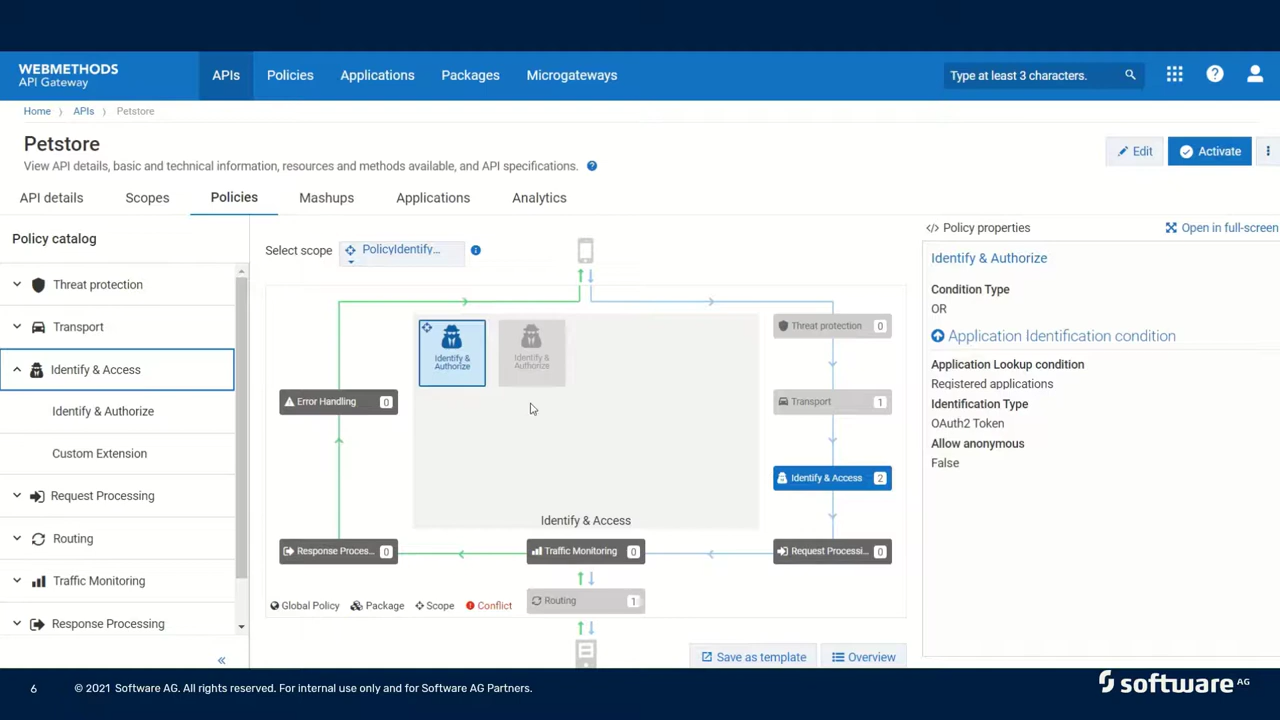 WEBMETHODS
API Gateway
APIs
Policies
Applications
Packages
Microgateways
Type at least 3 characters.
Home
APIs
Petstore
Petstore
View API details, basic and technical information, resources and methods available, and API specifications.
Edit
Activate
API details
Scopes
Policies
Mashups
Applications
Analytics
Policy catalog
Threat protection
Transport
Identify & Access
Identify & Authorize
Custom Extension
Request Processing
Routing
Traffic Monitoring
Response Processing
«
Select scope
PolicyIdentify...
Identify &
Authorize
Identify &
Authorize
Threat protection 0
Transport 1
Error Handling 0
Identify & Access 2
Identify & Access
Response Proces... 0
Traffic Monitoring 0
Request Processi... 0
Routing 1
Global Policy
Package
Scope
Conflict
Save as template
Overview
</> Policy properties
Open in full-screen
Identify & Authorize
Condition Type
OR
Application Identification condition
Application Lookup condition
Registered applications
Identification Type
OAuth2 Token
Allow anonymous
False
6
© 2021 Software AG. All rights reserved. For internal use only and for Software AG Partners.
software AG